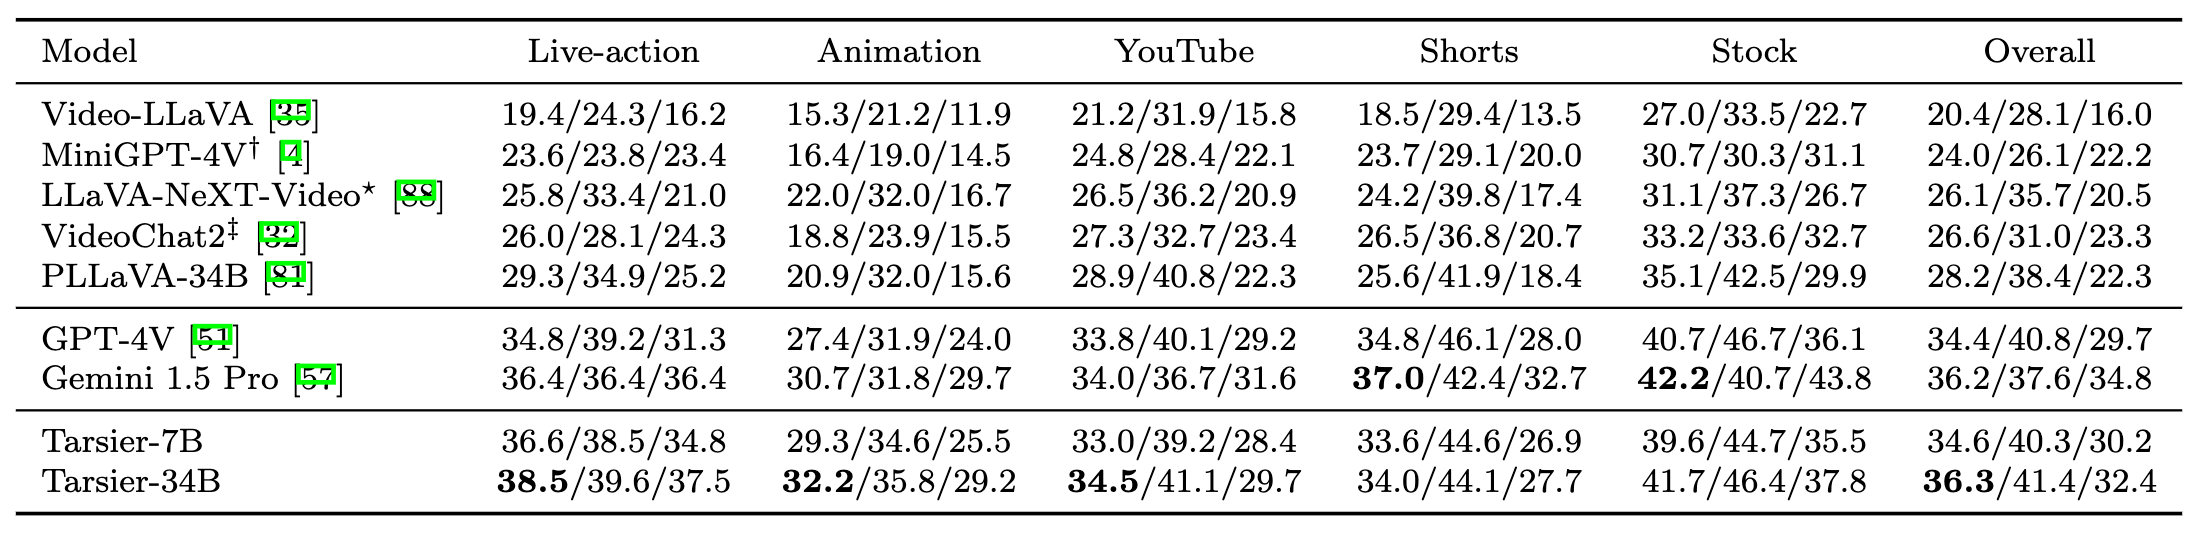 Model Live-action Animation YouTube Shorts Stock Overall
Video-LLaVA [35] 19.4/24.3/16.2 15.3/21.2/11.9 21.2/31.9/15.8 18.5/29.4/13.5 27.0/33.5/22.7 20.4/28.1/16.0
MiniGPT-4V† [4] 23.6/23.8/23.4 16.4/19.0/14.5 24.8/28.4/22.1 23.7/29.1/20.0 30.7/30.3/31.1 24.0/26.1/22.2
LLaVA-NeXT-Video⋆ [88] 25.8/33.4/21.0 22.0/32.0/16.7 26.5/36.2/20.9 24.2/39.8/17.4 31.1/37.3/26.7 26.1/35.7/20.5
VideoChat2‡ [32] 26.0/28.1/24.3 18.8/23.9/15.5 27.3/32.7/23.4 26.5/36.8/20.7 33.2/33.6/32.7 26.6/31.0/23.3
PLLaVA-34B [81] 29.3/34.9/25.2 20.9/32.0/15.6 28.9/40.8/22.3 25.6/41.9/18.4 35.1/42.5/29.9 28.2/38.4/22.3
GPT-4V [51] 34.8/39.2/31.3 27.4/31.9/24.0 33.8/40.1/29.2 34.8/46.1/28.0 40.7/46.7/36.1 34.4/40.8/29.7
Gemini 1.5 Pro [57] 36.4/36.4/36.4 30.7/31.8/29.7 34.0/36.7/31.6 37.0/42.4/32.7 42.2/40.7/43.8 36.2/37.6/34.8
Tarsier-7B 36.6/38.5/34.8 29.3/34.6/25.5 33.0/39.2/28.4 33.6/44.6/26.9 39.6/44.7/35.5 34.6/40.3/30.2
Tarsier-34B 38.5/39.6/37.5 32.2/35.8/29.2 34.5/41.1/29.7 34.0/44.1/27.7 41.7/46.4/37.8 36.3/41.4/32.4